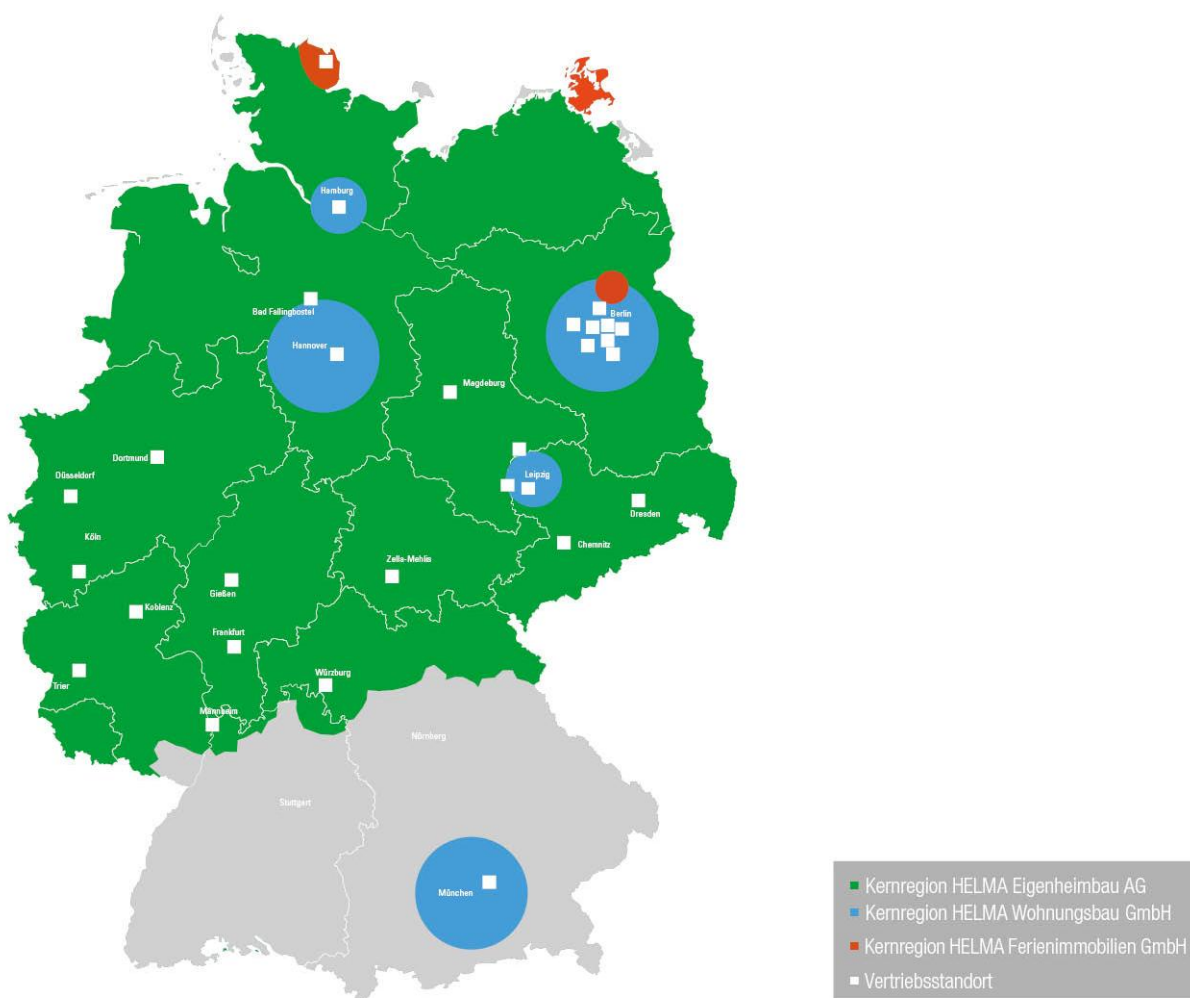 Hamburg
Bad Fallingbostel
Berlin
Hannover
Magdeburg
Dortmund
Düsseldorf
Leipzig
Dresden
Köln
Chemnitz
Zella-Mehlis
Gießen
Koblenz
Frankfurt
Trier
Würzburg
Mannheim
Nürnberg
Stuttgart
München
Kernregion HELMA Eigenheimbau AG
Kernregion HELMA Wohnungsbau GmbH
Kernregion HELMA Ferienimmobilien GmbH
Vertriebsstandort